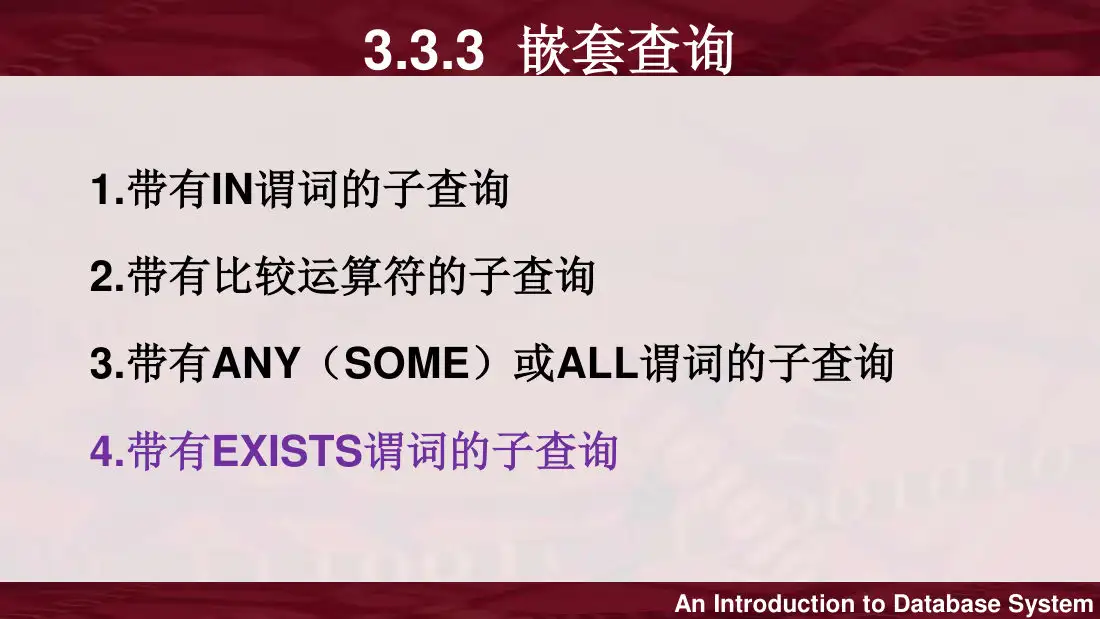 3.3.3 嵌套查询
1.带有IN谓词的子查询
2.带有比较运算符的子查询
3.带有ANY（SOME）或ALL谓词的子查询
4.带有EXISTS谓词的子查询
An Introduction to Database System